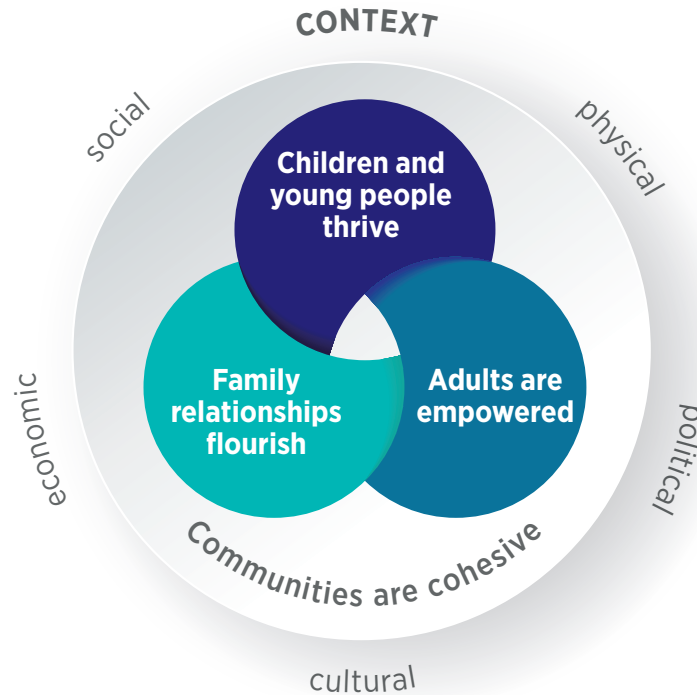 CONTEXT
social
physical
Children and
young people
thrive
Family
relationships
flourish
Adults are
empowered
economic
political
Communities are cohesive
cultural